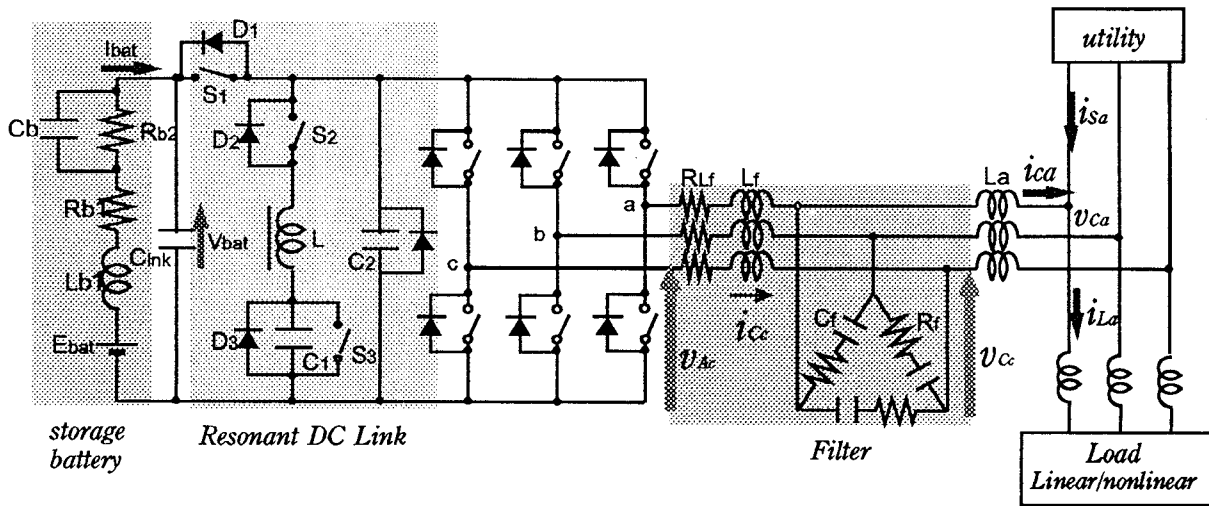 D1
Ibat
S1
utility
Cb
Rb2
D2
S2
iSa
RLf
Lf
La
iCa
a
vCa
Rb1
Clnk
Vbat
L
b
C2
Lb1
c
iCc
Cf
Rf
iLa
Ebat
D3
C1
S3
vAc
vCc
storage
battery
Resonant DC Link
Filter
Load
Linear/nonlinear